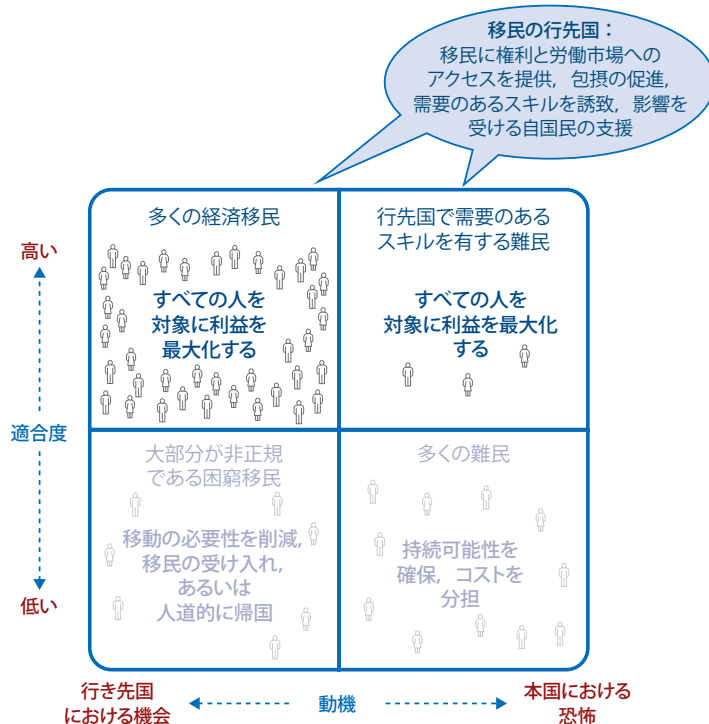 移民の行先国：
移民に権利と労働市場への
アクセスを提供，包摂の促進，
需要のあるスキルを誘致，影響を
受ける自国民の支援
多くの経済移民
行先国で需要のある
スキルを有する難民
高い
すべての人を
対象に利益を
最大化する
すべての人を
対象に利益を最大化
する
適合度
大部分が非正規
である困窮移民
多くの難民
移動の必要性を削減，
移民の受け入れ，
あるいは
人道的に帰国
持続可能性を
確保，コストを
分担
低い
行き先国
における機会
動機
本国における
恐怖